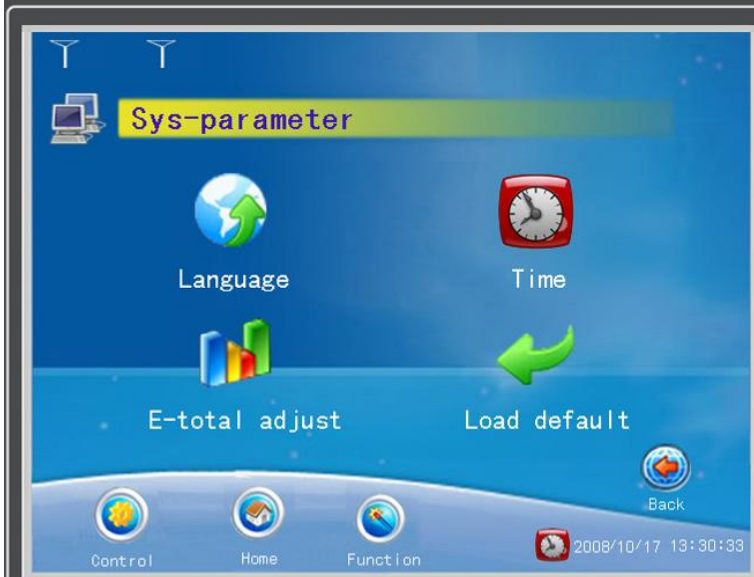 Sys-parameter
Language Time
E-total adjust Load default
Back
Control Home Function 2008/10/17 13:30:33